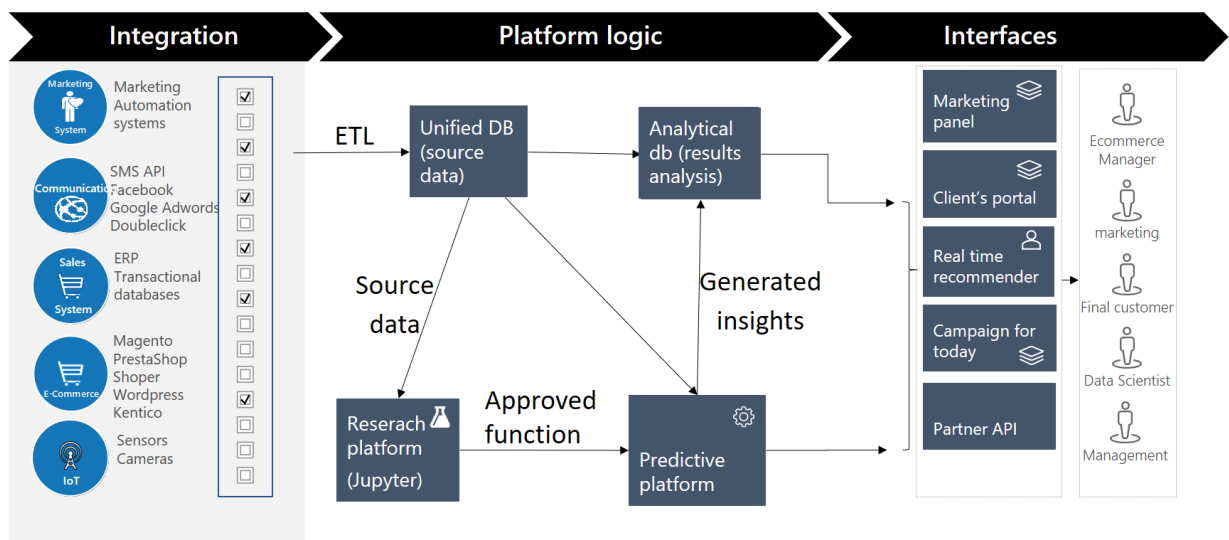 Integration
Platform logic
Interfaces
Marketing
System
Marketing
Automation
systems
Communicatic
SMS API
Facebook
Google Adwords
Doubleclick
Sales
System
ERP
Transactional
databases
E-Commerce
Magento
PrestaShop
Shoper
Wordpress
Kentico
IoT
Sensors
Cameras
ETL
Unified DB
(source
data)
Analytical
db (results
analysis)
Source
data
Generated
insights
Reserach
platform
(Jupyter)
Approved
function
Predictive
platform
Marketing
panel
Client's portal
Real time
recommender
Campaign for
today
Partner API
Ecommerce
Manager
marketing
Final customer
Data Scientist
Management